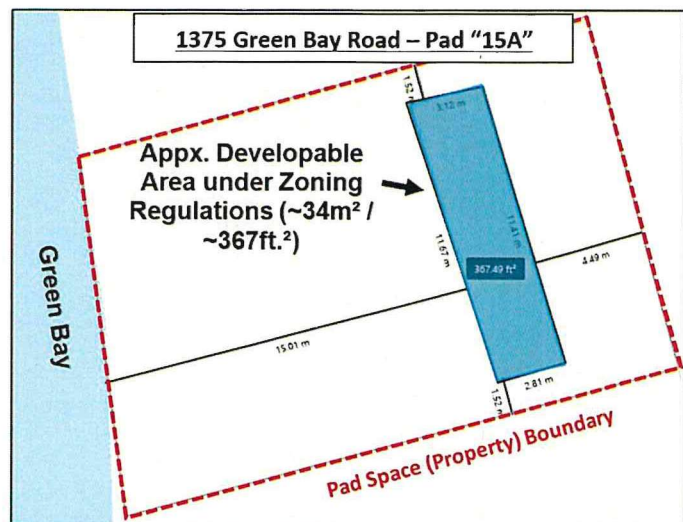 1375 Green Bay Road – Pad "15A"
1.52 m
3.12 m
Appx. Developable
Area under Zoning
Regulations (~34m² /
~367ft.²)
11.41 m
11.67 m
367.49 ft²
4.49 m
Green Bay
15.01 m
1.52 m
2.81 m
Pad Space (Property) Boundary